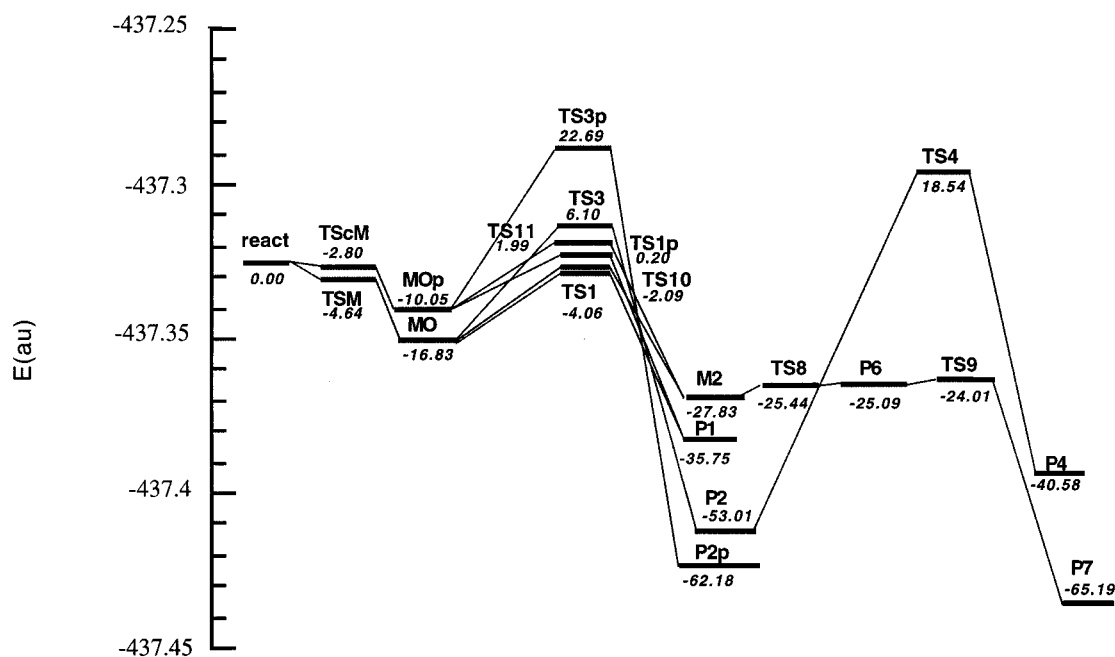 -437.25
TS3p
22.69
TS4
18.54
-437.3
TS3
6.10
TS11
1.99
TS1p
0.20
react
0.00
TScM
-2.80
TS10
-2.09
MOp
-10.05
TSM
-4.64
TS1
-4.06
MO
-16.83
-437.35
E(au)
M2
-27.83
TS8
-25.44
P6
-25.09
TS9
-24.01
P1
-35.75
P4
-40.58
-437.4
P2
-53.01
P2p
-62.18
P7
-65.19
-437.45